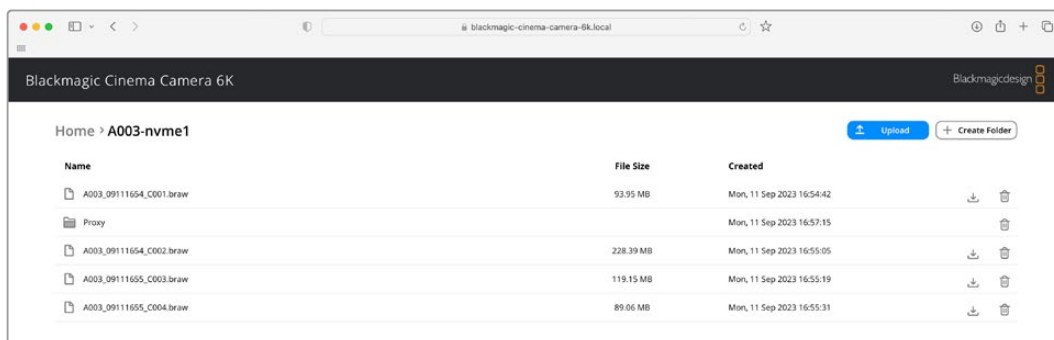 blackmagic-cinema-camera-6k.local
Blackmagic Cinema Camera 6K
Blackmagicdesign
Home > A003-nvme1
Upload
+ Create Folder
Name File Size Created
A003_09111654_C001.braw 93.95 MB Mon, 11 Sep 2023 16:54:42
Proxy Mon, 11 Sep 2023 16:57:15
A003_09111654_C002.braw 228.39 MB Mon, 11 Sep 2023 16:55:05
A003_09111655_C003.braw 119.15 MB Mon, 11 Sep 2023 16:55:19
A003_09111655_C004.braw 89.06 MB Mon, 11 Sep 2023 16:55:31